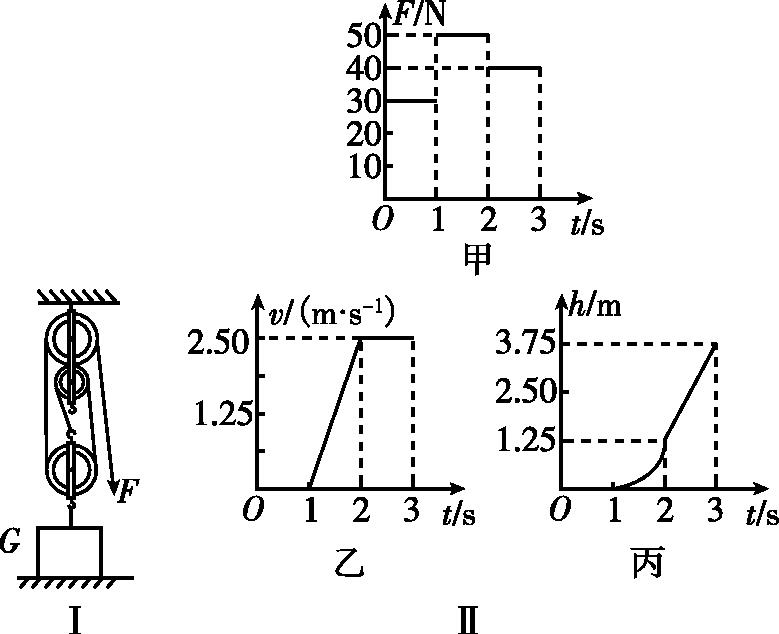 F/N
50
40
30
20
10
O 1 2 3 t/s
甲
F
G
Ⅰ
v/(m·s⁻¹)
2.50
1.25
O 1 2 3 t/s
乙
h/m
3.75
2.50
1.25
O 1 2 3 t/s
丙
Ⅱ